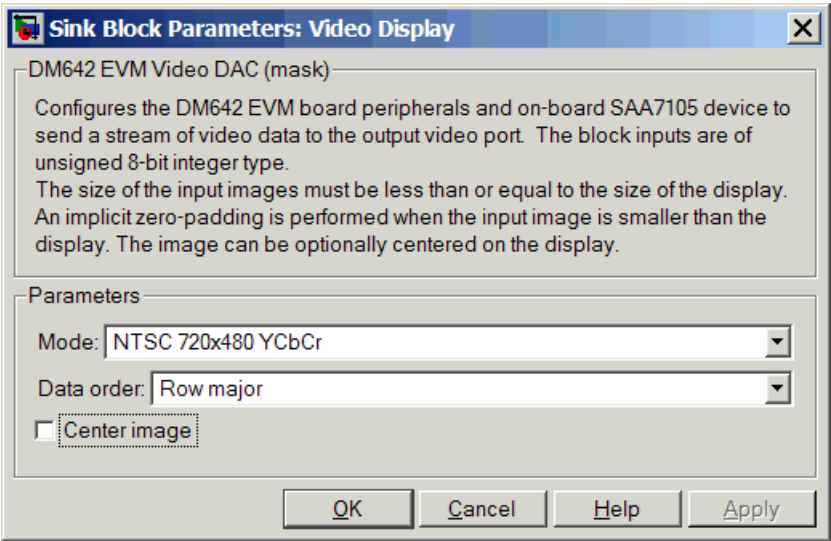 Sink Block Parameters: Video Display
DM642 EVM Video DAC (mask)
Configures the DM642 EVM board peripherals and on-board SAA7105 device to
send a stream of video data to the output video port.  The block inputs are of
unsigned 8-bit integer type.
The size of the input images must be less than or equal to the size of the display.
An implicit zero-padding is performed when the input image is smaller than the
display. The image can be optionally centered on the display.
Parameters
Mode: NTSC 720x480 YCbCr
Data order: Row major
Center image
OK Cancel Help Apply